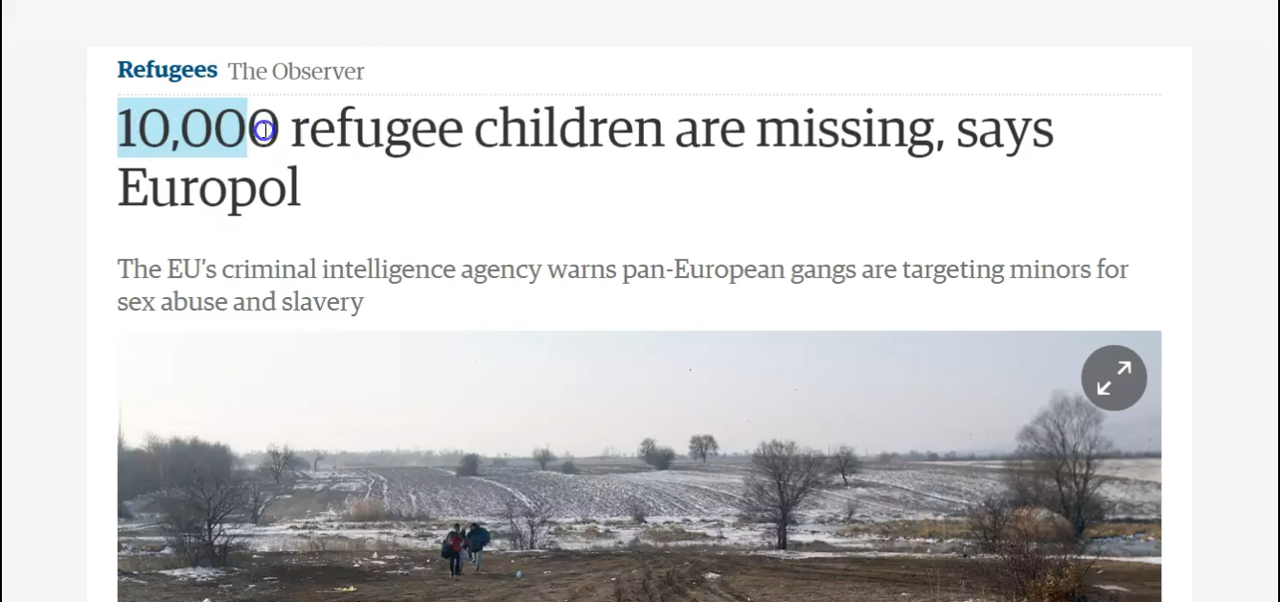 Refugees The Observer
10,000 refugee children are missing, says
Europol
The EU’s criminal intelligence agency warns pan-European gangs are targeting minors for
sex abuse and slavery